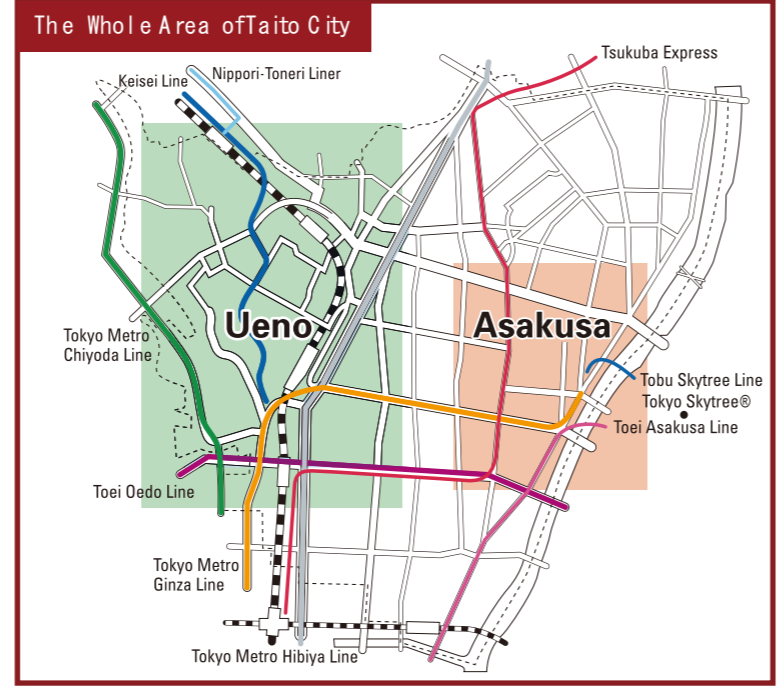 The Whole Area of Taito City
Tsukuba Express
Nippori-Toneri Liner
Keisei Line
Ueno
Asakusa
Tokyo Metro
Chiyoda Line
Tobu Skytree Line
Tokyo Skytree®
Toei Asakusa Line
Toei Oedo Line
Tokyo Metro
Ginza Line
Tokyo Metro Hibiya Line